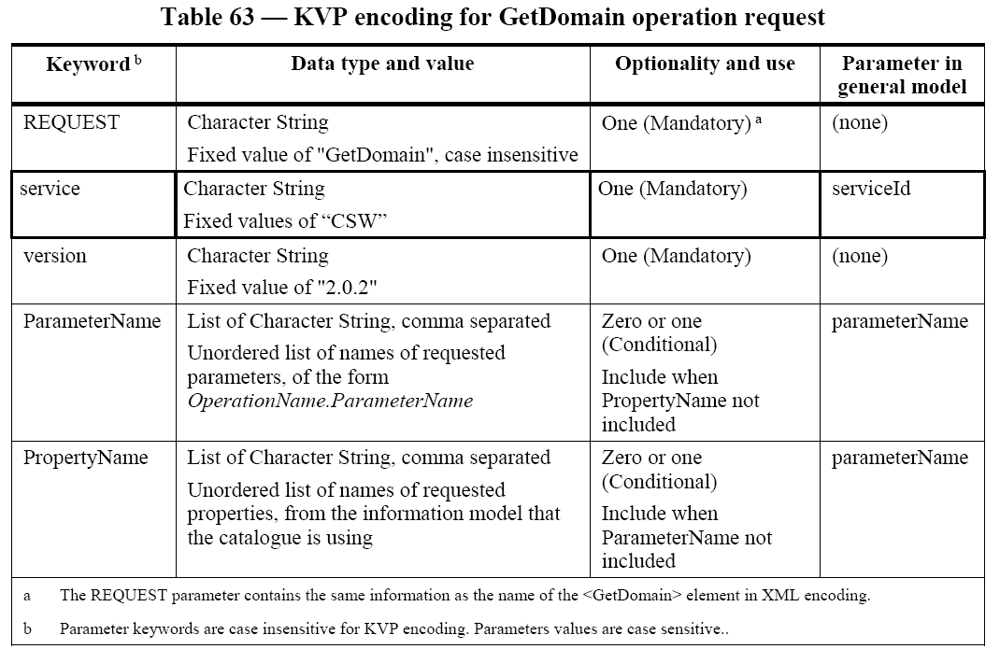 Table 63 — KVP encoding for GetDomain operation request
Keyword b Data type and value Optionality and use Parameter in
general model
REQUEST Character String One (Mandatory) a (none)
Fixed value of "GetDomain", case insensitive
service Character String One (Mandatory) serviceId
Fixed values of “CSW”
version Character String One (Mandatory) (none)
Fixed value of "2.0.2"
ParameterName List of Character String, comma separated Zero or one parameterName
(Conditional)
Unordered list of names of requested
parameters, of the form Include when
OperationName.ParameterName PropertyName not
included
PropertyName List of Character String, comma separated Zero or one parameterName
(Conditional)
Unordered list of names of requested
properties, from the information model that Include when
the catalogue is using ParameterName not
included
a The REQUEST parameter contains the same information as the name of the <GetDomain> element in XML encoding.
b Parameter keywords are case insensitive for KVP encoding. Parameters values are case sensitive..